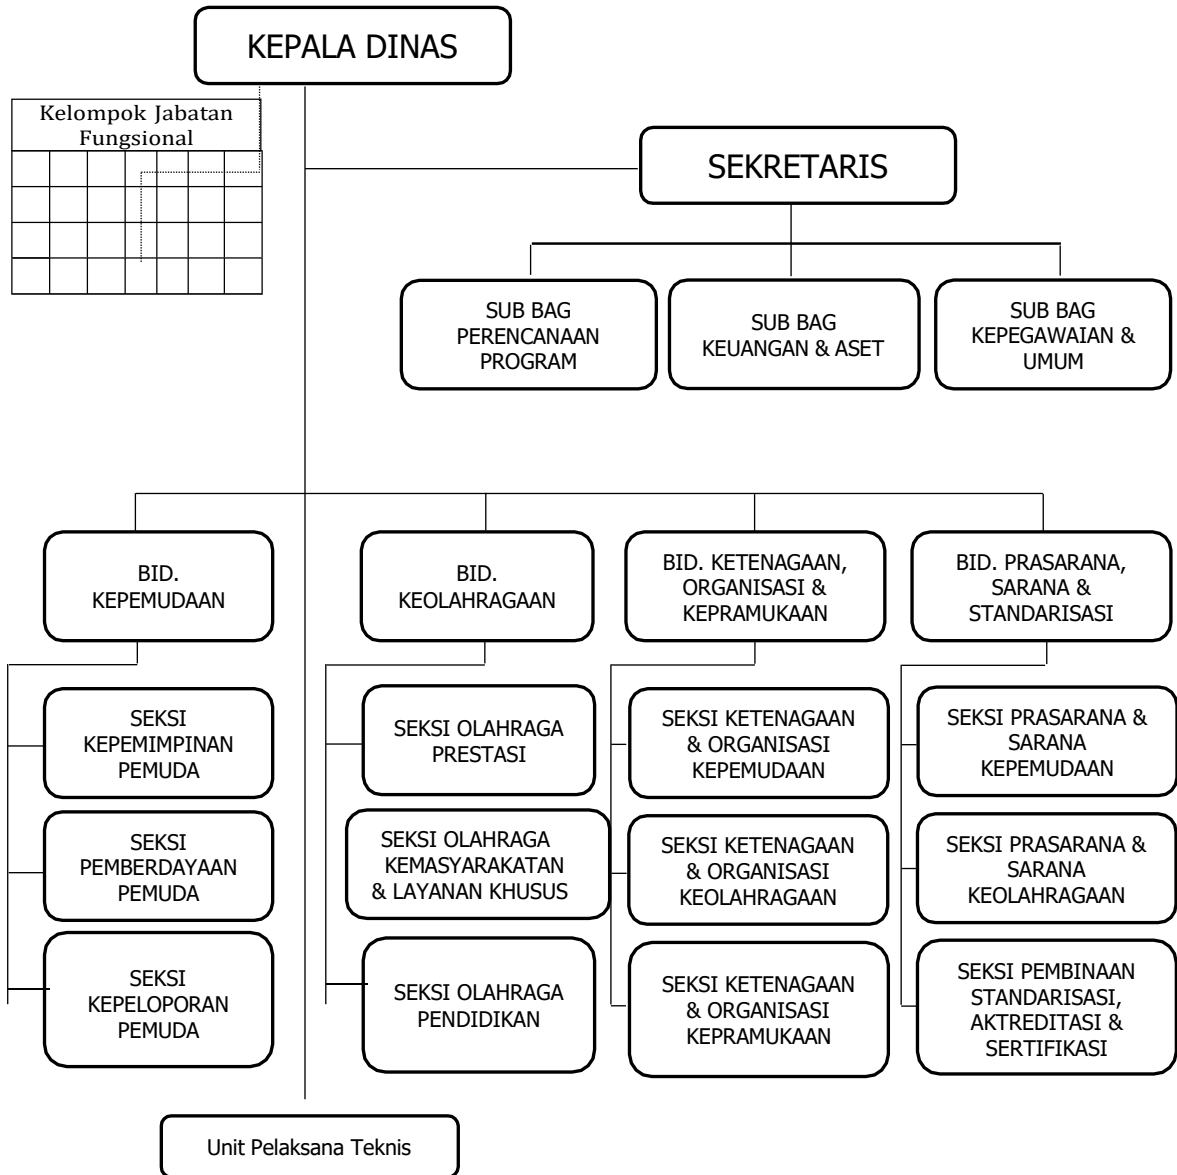 KEPALA DINAS
Kelompok Jabatan
Fungsional
SEKRETARIS
SUB BAG
PERENCANAAN
PROGRAM
SUB BAG
KEUANGAN & ASET
SUB BAG
KEPEGAWAIAN &
UMUM
BID.
KEPEMUDAAN
BID.
KEOLAHRAGAAN
BID. KETENAGAAN,
ORGANISASI &
KEPRAMUKAAN
BID. PRASARANA,
SARANA &
STANDARISASI
SEKSI
KEPEMIMPINAN
PEMUDA
SEKSI OLAHRAGA
PRESTASI
SEKSI KETENAGAAN
& ORGANISASI
KEPEMUDAAN
SEKSI PRASARANA &
SARANA
KEPEMUDAAN
SEKSI
PEMBERDAYAAN
PEMUDA
SEKSI OLAHRAGA
KEMASYARAKATAN
& LAYANAN KHUSUS
SEKSI KETENAGAAN
& ORGANISASI
KEOLAHRAGAAN
SEKSI PRASARANA &
SARANA
KEOLAHRAGAAN
SEKSI
KEPELOPORAN
PEMUDA
SEKSI OLAHRAGA
PENDIDIKAN
SEKSI KETENAGAAN
& ORGANISASI
KEPRAMUKAAN
SEKSI PEMBINAAN
STANDARISASI,
AKTREDITASI &
SERTIFIKASI
Unit Pelaksana Teknis